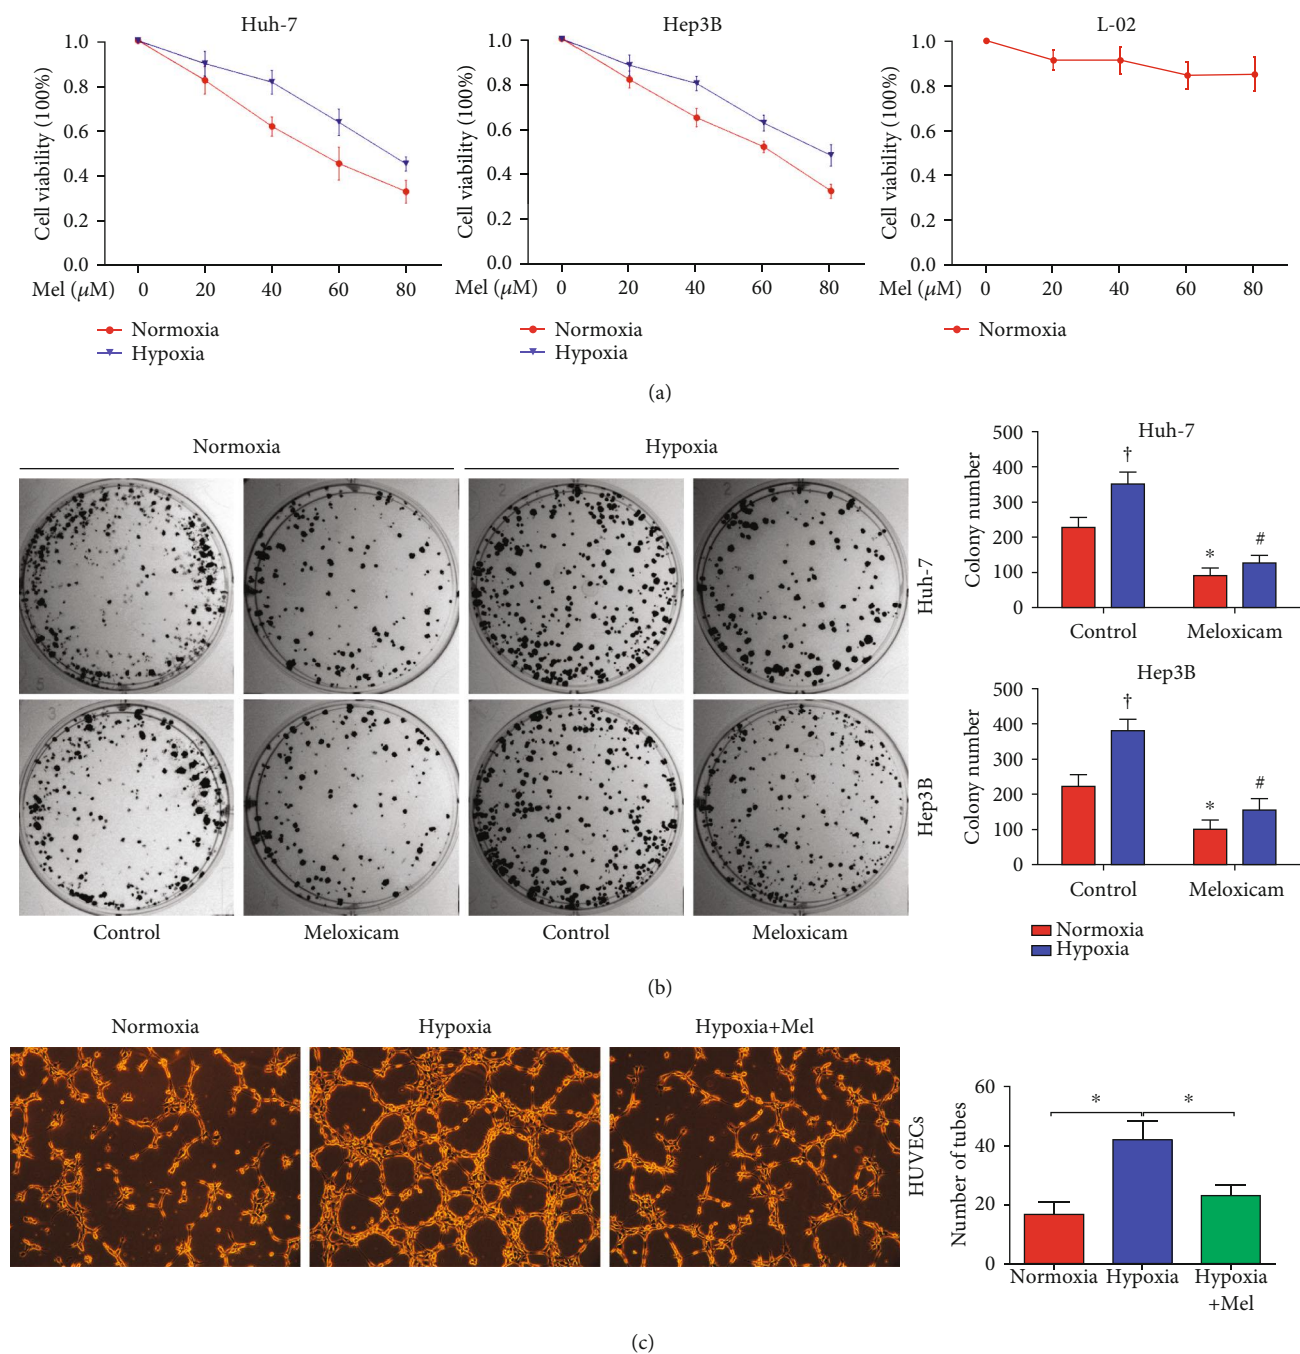 Huh-7
Cell viability (100%)
1.0
0.8
0.6
0.4
0.2
0.0
Mel (μM) 0 20 40 60 80
Normoxia
Hypoxia
Hep3B
Cell viability (100%)
1.0
0.8
0.6
0.4
0.2
0.0
Mel (μM) 0 20 40 60 80
Normoxia
Hypoxia
L-02
Cell viability (100%)
1.0
0.8
0.6
0.4
0.2
0.0
Mel (μM) 0 20 40 60 80
Normoxia
(a)
Normoxia Hypoxia
Huh-7
Hep3B
Control Meloxicam Control Meloxicam
Huh-7
Colony number
500
400
300
200
100
0
†
*
#
Control Meloxicam
Hep3B
Colony number
500
400
300
200
100
0
†
*
#
Control Meloxicam
Normoxia
Hypoxia
(b)
Normoxia Hypoxia Hypoxia+Mel
HUVECs
Number of tubes
60
40
20
0
* *
Normoxia Hypoxia Hypoxia
+Mel
(c)